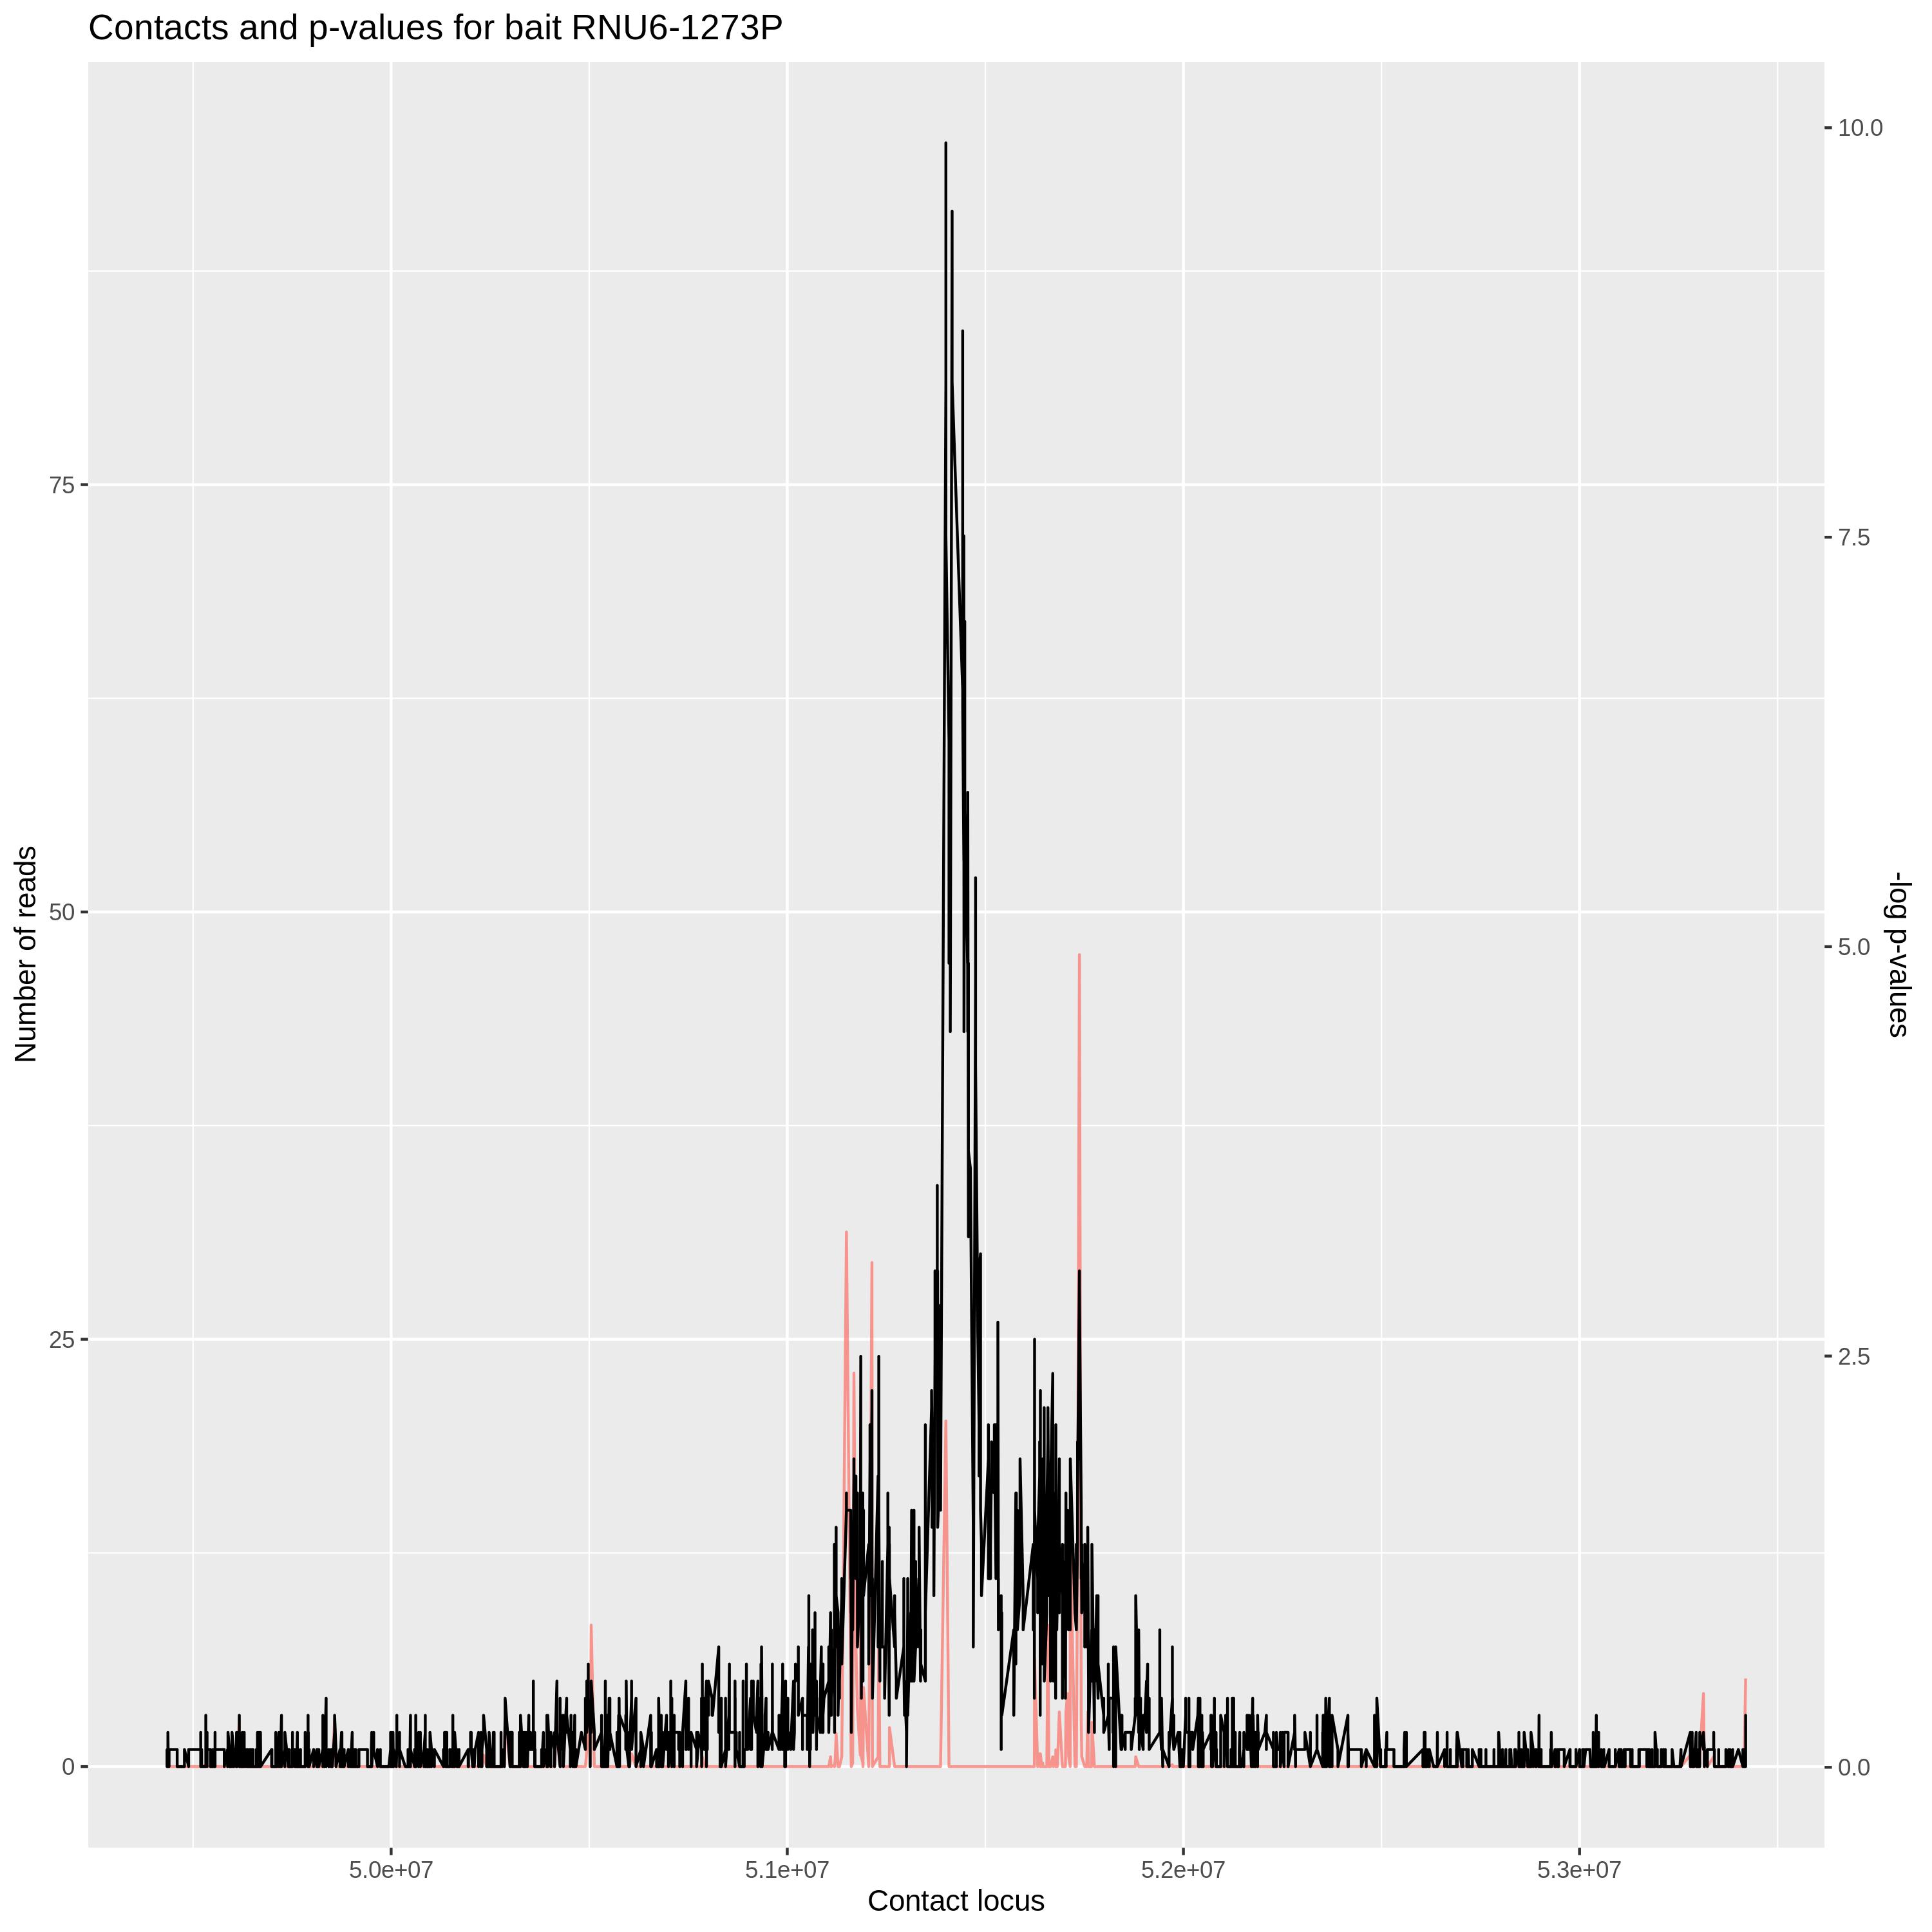 Contacts and p-values for bait RNU6-1273P
Number of reads
75
50
25
0
10.0
7.5
5.0
2.5
0.0
-log p-values
5.0e+07
5.1e+07
5.2e+07
5.3e+07
Contact locus